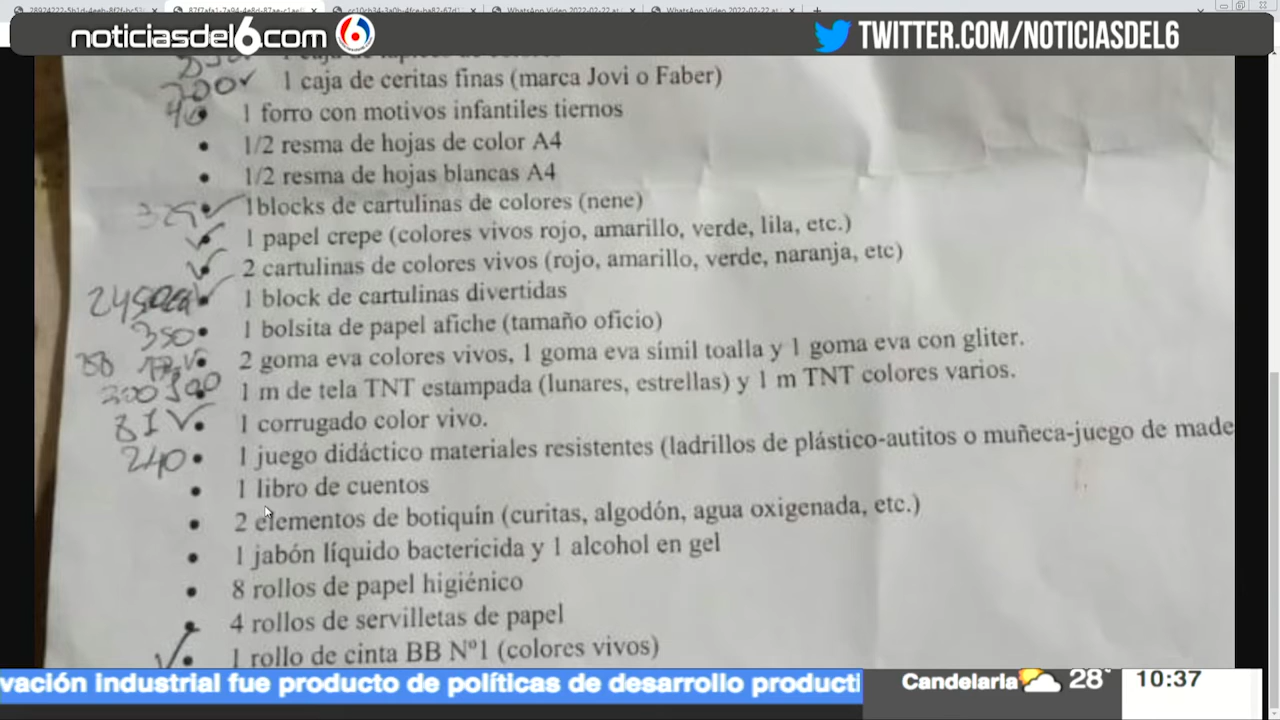 noticiasdel6.com
TWITTER.COM/NOTICIASDEL6
200 1 caja de ceritas finas (marca Jovi o Faber)
40 • 1 forro con motivos infantiles tiernos
• 1/2 resma de hojas de color A4
• 1/2 resma de hojas blancas A4
325 • 1blocks de cartulinas de colores (nene)
• 1 papel crepe (colores vivos rojo, amarillo, verde, lila, etc.)
• 2 cartulinas de colores vivos (rojo, amarillo, verde, naranja, etc)
• 1 block de cartulinas divertidas
350 • 1 bolsita de papel afiche (tamaño oficio)
• 2 goma eva colores vivos, 1 goma eva símil toalla y 1 goma eva con gliter.
200 • 1 m de tela TNT estampada (lunares, estrellas) y 1 m TNT colores varios.
81 • 1 corrugado color vivo.
240 • 1 juego didáctico materiales resistentes (ladrillos de plástico-autitos o muñeca-juego de made
• 1 libro de cuentos
• 2 elementos de botiquín (curitas, algodón, agua oxigenada, etc.)
• 1 jabón líquido bactericida y 1 alcohol en gel
• 8 rollos de papel higiénico
• 4 rollos de servilletas de papel
• 1 rollo de cinta BB Nº1 (colores vivos)
vación industrial fue producto de políticas de desarrollo producti
Candelaria 28° 10:37